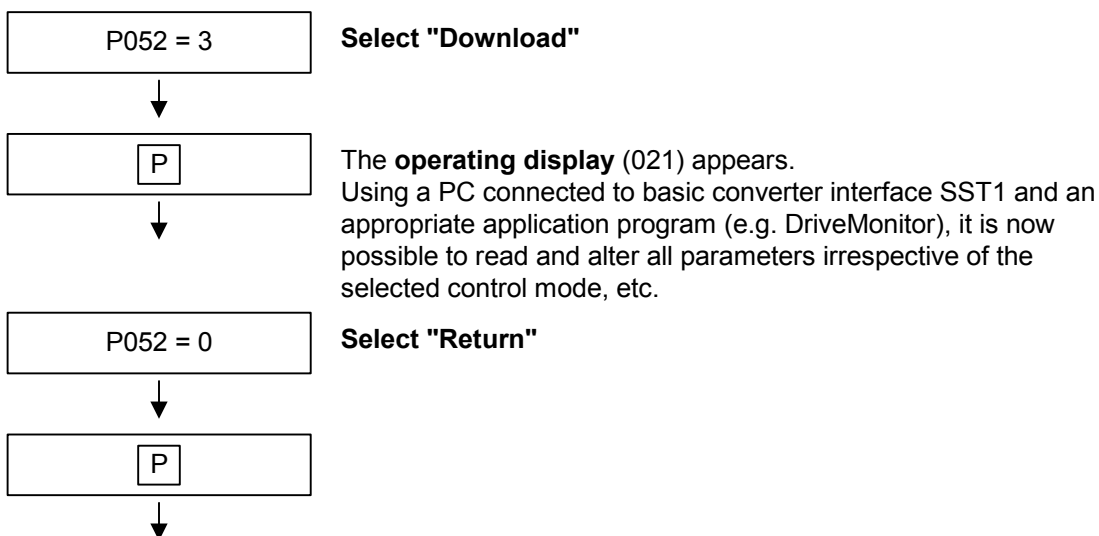 P052 = 3
Select "Download"
P
The operating display (021) appears.
Using a PC connected to basic converter interface SST1 and an
appropriate application program (e.g. DriveMonitor), it is now
possible to read and alter all parameters irrespective of the
selected control mode, etc.
P052 = 0
Select "Return"
P